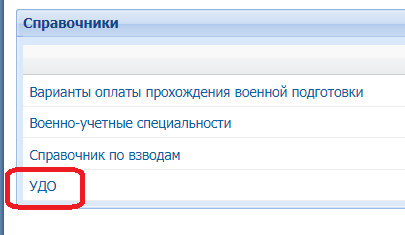 Справочники
Варианты оплаты прохождения военной подготовки
Военно-учетные специальности
Справочник по взводам
УДО